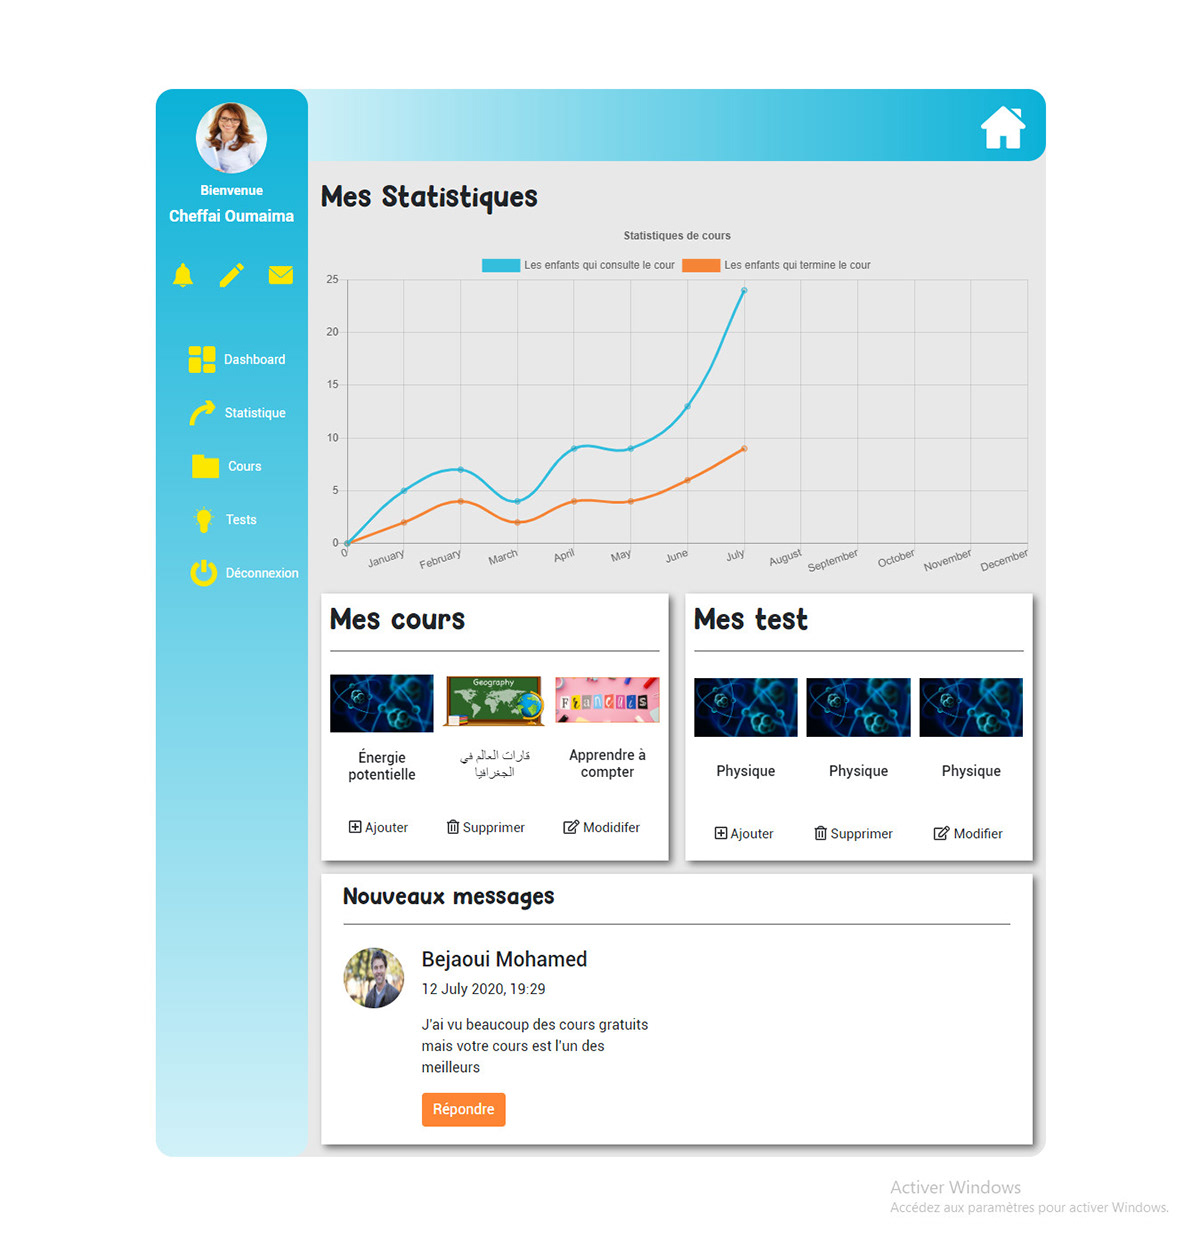 Bienvenue
Cheffai Oumaima
Dashboard
Statistique
Cours
Tests
Déconnexion
Mes Statistiques
Statistiques de cours
Les enfants qui consulte le cour
Les enfants qui termine le cour
25
20
15
10
5
0
0 January February March April May June July August September October November December
Mes cours
Geography
Français
Énergie
potentielle
قارات العالم في
الجغرافيا
Apprendre à
compter
Ajouter
Supprimer
Modidifer
Mes test
Physique
Physique
Physique
Ajouter
Supprimer
Modifier
Nouveaux messages
Bejaoui Mohamed
12 July 2020, 19:29
J'ai vu beaucoup des cours gratuits
mais votre cours est l'un des
meilleurs
Répondre
Activer Windows
Accédez aux paramètres pour activer Windows.